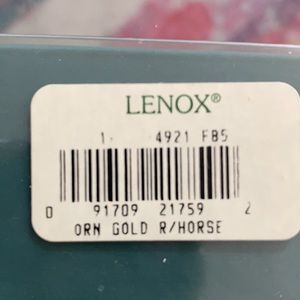 LENOX®
1- 4921 FB5
0 91709 21759 2
ORN GOLD R/HORSE